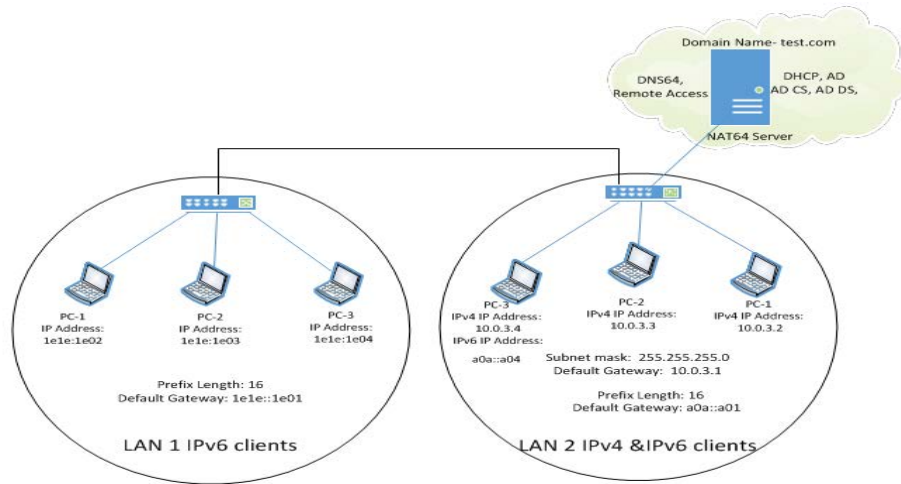 Domain Name- test.com
DNS64,
Remote Access
DHCP, AD
AD CS, AD DS,
NAT64 Server
PC-1
IP Address:
1e1e:1e02
PC-2
IP Address:
1e1e:1e03
PC-3
IP Address:
1e1e:1e04
Prefix Length: 16
Default Gateway: 1e1e::1e01
LAN 1 IPv6 clients
PC-3
IPv4 IP Address:
10.0.3.4
IPv6 IP Address:
a0a::a04
PC-2
IPv4 IP Address:
10.0.3.3
PC-1
IPv4 IP Address:
10.0.3.2
Subnet mask: 255.255.255.0
Default Gateway: 10.0.3.1
Prefix Length: 16
Default Gateway: a0a::a01
LAN 2 IPv4 &IPv6 clients